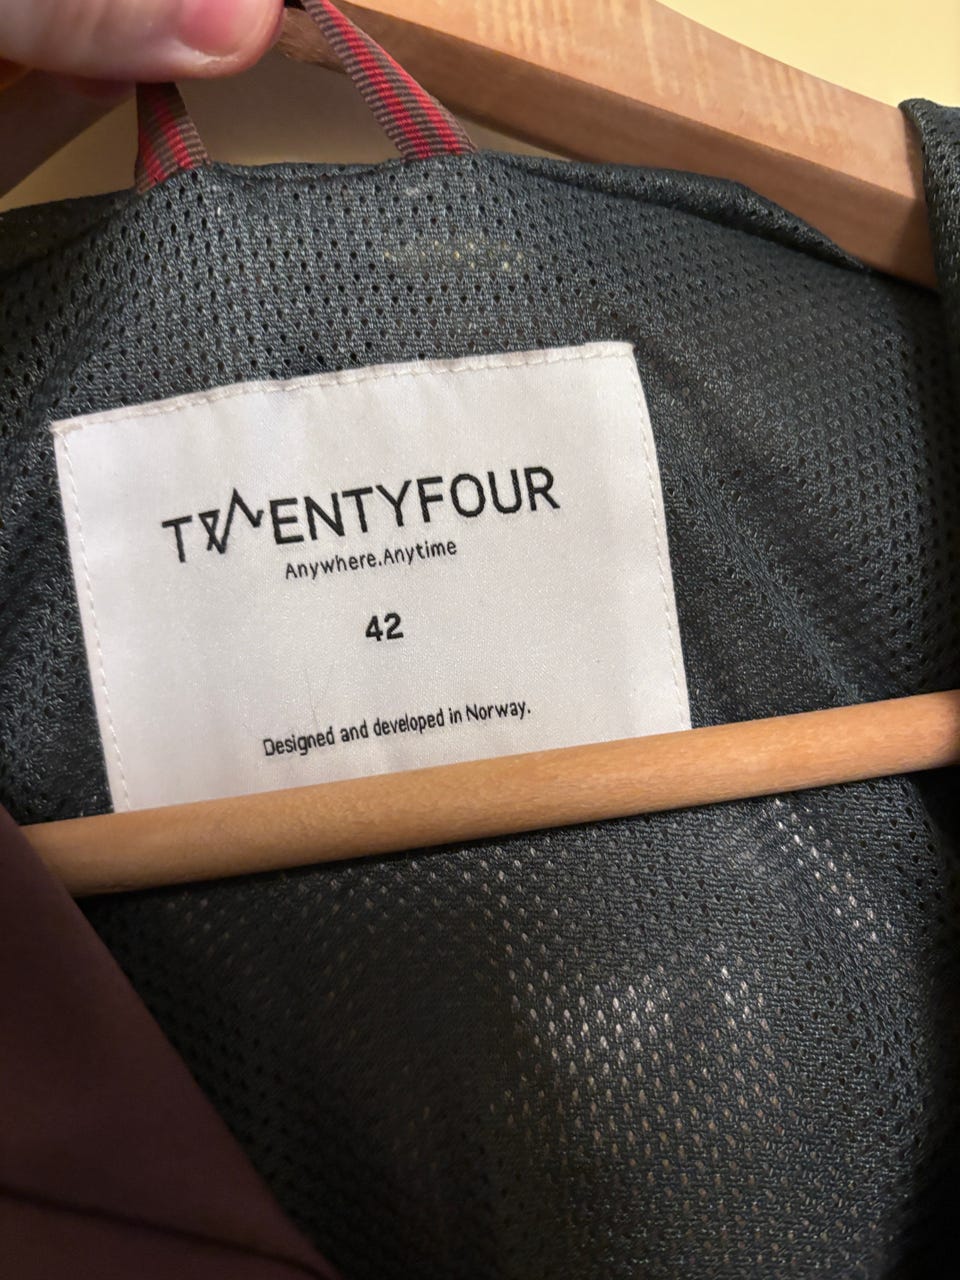 TWENTYFOUR
Anywhere.Anytime
42
Designed and developed in Norway.